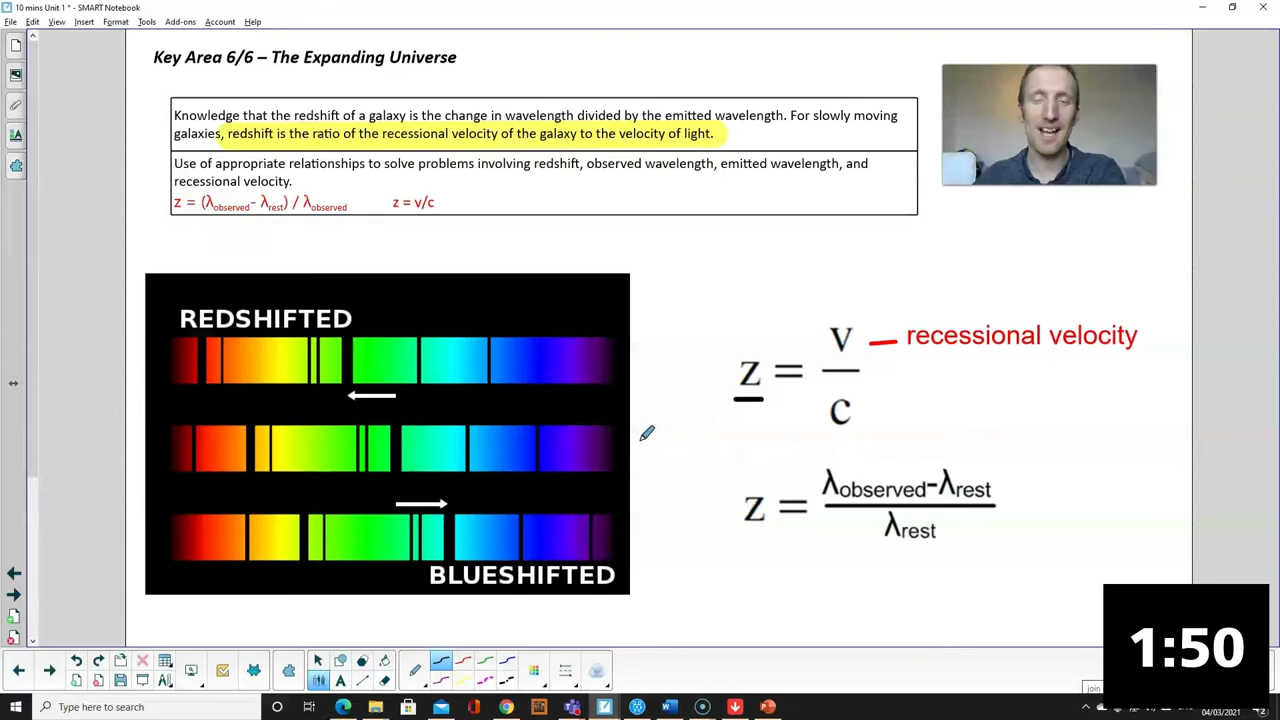 10 mins Unit 1 * - SMART Notebook
File Edit View Insert Format Tools Add-ons Account Help
Key Area 6/6 – The Expanding Universe
Knowledge that the redshift of a galaxy is the change in wavelength divided by the emitted wavelength. For slowly moving
galaxies, redshift is the ratio of the recessional velocity of the galaxy to the velocity of light.
Use of appropriate relationships to solve problems involving redshift, observed wavelength, emitted wavelength, and
recessional velocity.
z = (λobserved- λrest) / λobserved z = v/c
REDSHIFTED
BLUESHIFTED
z = v/c
recessional velocity
z = λobserved-λrest / λrest
1:50
join
Type here to search
04/03/2021